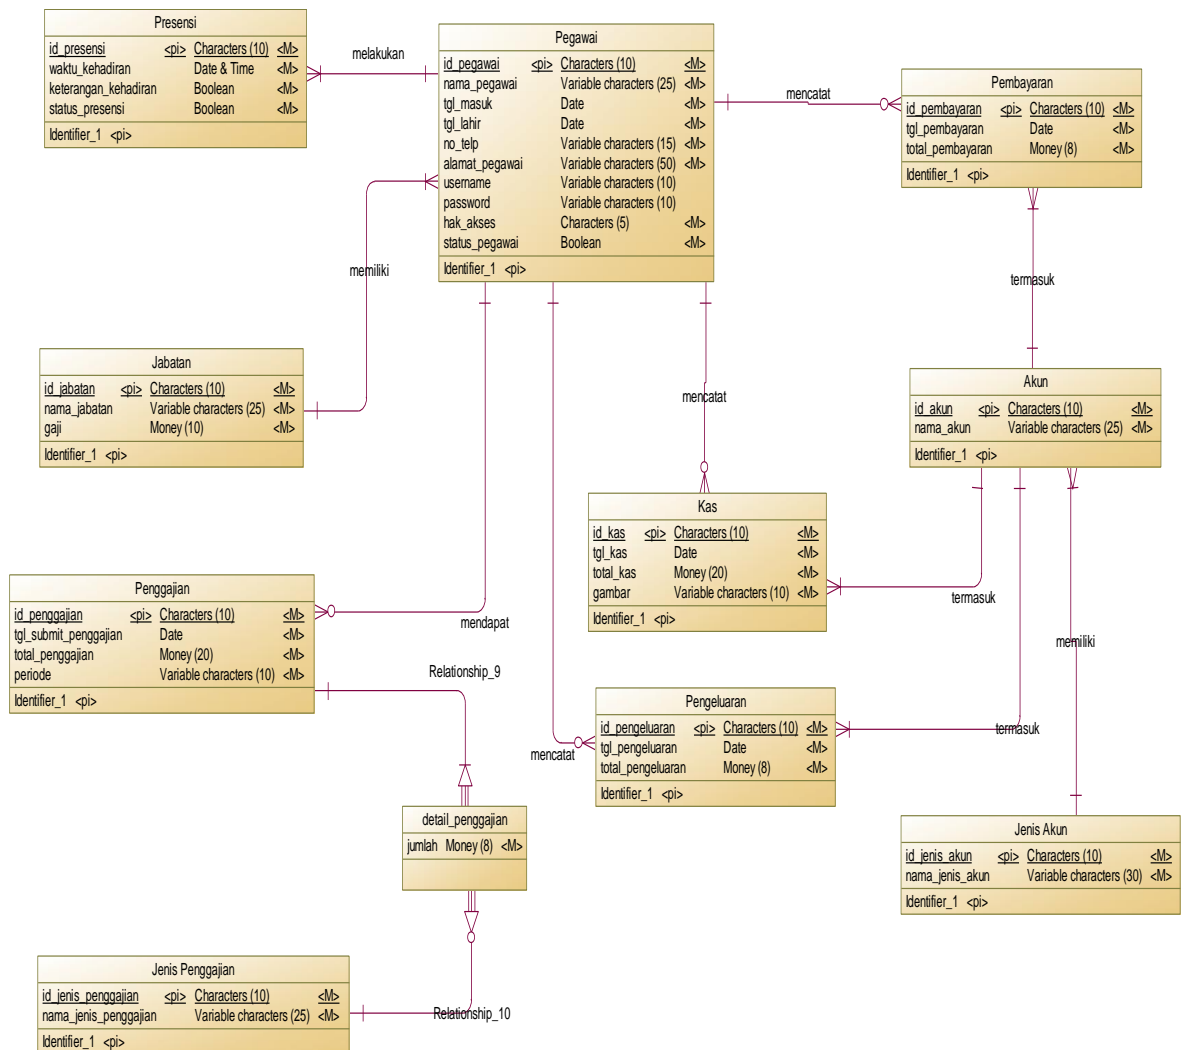 Presensi
id_presensi <pi> Characters (10) <M>
waktu_kehadiran Date & Time <M>
keterangan_kehadiran Boolean <M>
status_presensi Boolean <M>
Identifier_1 <pi>
melakukan
Pegawai
id_pegawai <pi> Characters (10) <M>
nama_pegawai Variable characters (25) <M>
tgl_masuk Date <M>
tgl_lahir Date <M>
no_telp Variable characters (15) <M>
alamat_pegawai Variable characters (50) <M>
username Variable characters (10)
password Variable characters (10)
hak_akses Characters (5) <M>
status_pegawai Boolean <M>
Identifier_1 <pi>
mencatat
Pembayaran
id_pembayaran <pi> Characters (10) <M>
tgl_pembayaran Date <M>
total_pembayaran Money (8) <M>
Identifier_1 <pi>
memiliki
termasuk
Jabatan
id_jabatan <pi> Characters (10) <M>
nama_jabatan Variable characters (25) <M>
gaji Money (10) <M>
Identifier_1 <pi>
mencatat
Akun
id_akun <pi> Characters (10) <M>
nama_akun Variable characters (25) <M>
Identifier_1 <pi>
Kas
id_kas <pi> Characters (10) <M>
tgl_kas Date <M>
total_kas Money (20) <M>
gambar Variable characters (10) <M>
Identifier_1 <pi>
termasuk
Penggajian
id_penggajian <pi> Characters (10) <M>
tgl_submit_penggajian Date <M>
total_penggajian Money (20) <M>
periode Variable characters (10) <M>
Identifier_1 <pi>
mendapat
memiliki
Relationship_9
Pengeluaran
id_pengeluaran <pi> Characters (10) <M>
tgl_pengeluaran Date <M>
total_pengeluaran Money (8) <M>
Identifier_1 <pi>
termasuk
mencatat
detail_penggajian
jumlah Money (8) <M>
Jenis Akun
id_jenis_akun <pi> Characters (10) <M>
nama_jenis_akun Variable characters (30) <M>
Identifier_1 <pi>
Jenis Penggajian
id_jenis_penggajian <pi> Characters (10) <M>
nama_jenis_penggajian Variable characters (25) <M>
Identifier_1 <pi>
Relationship_10